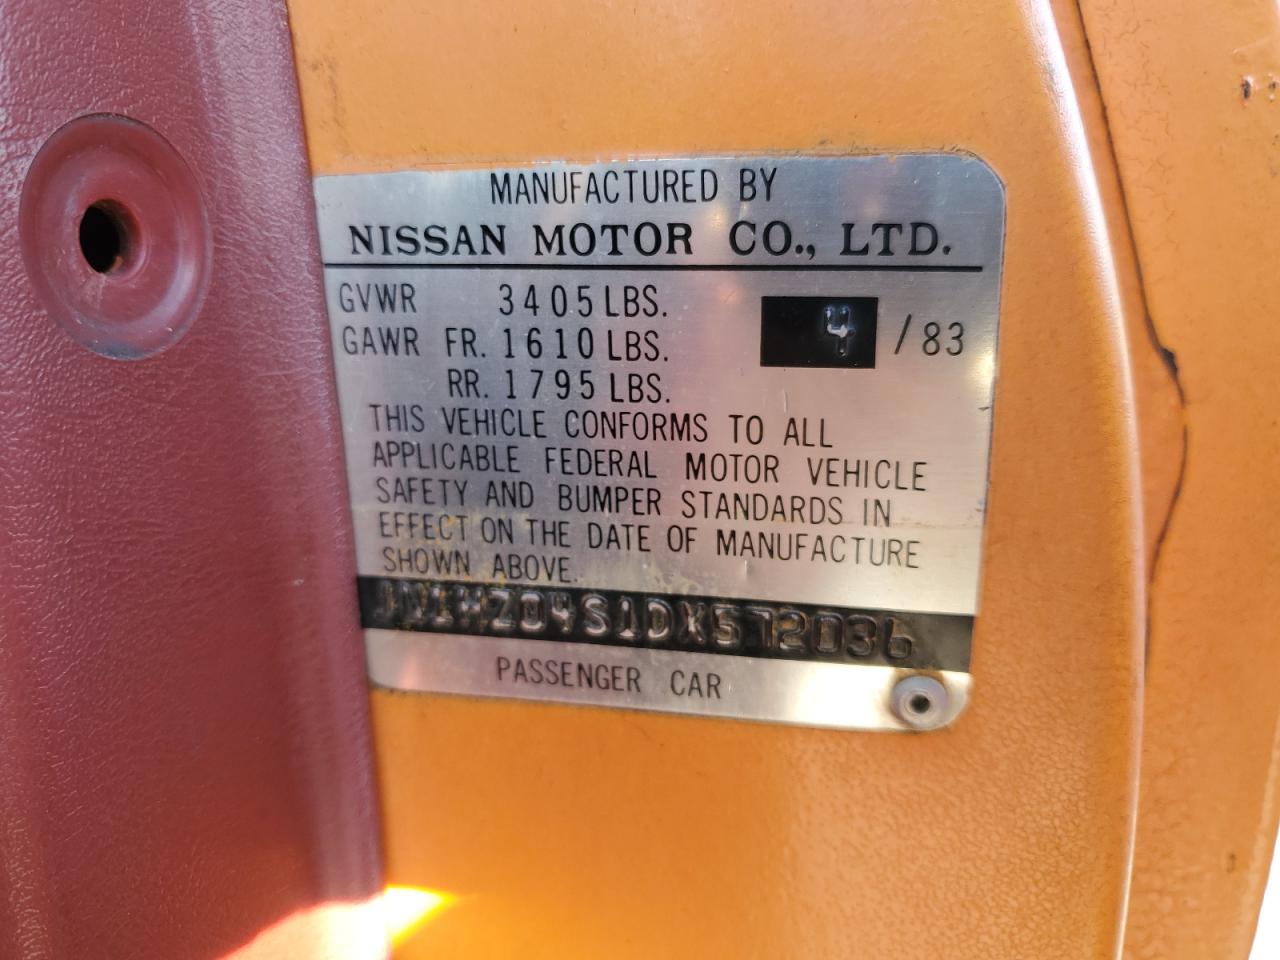 MANUFACTURED BY
NISSAN MOTOR CO., LTD.
GVWR 3405 LBS.
4 / 83
GAWR FR. 1610 LBS.
RR. 1795 LBS.
THIS VEHICLE CONFORMS TO ALL
APPLICABLE FEDERAL MOTOR VEHICLE
SAFETY AND BUMPER STANDARDS IN
EFFECT ON THE DATE OF MANUFACTURE
SHOWN ABOVE.
JN1HZ04S1DX572036
PASSENGER CAR